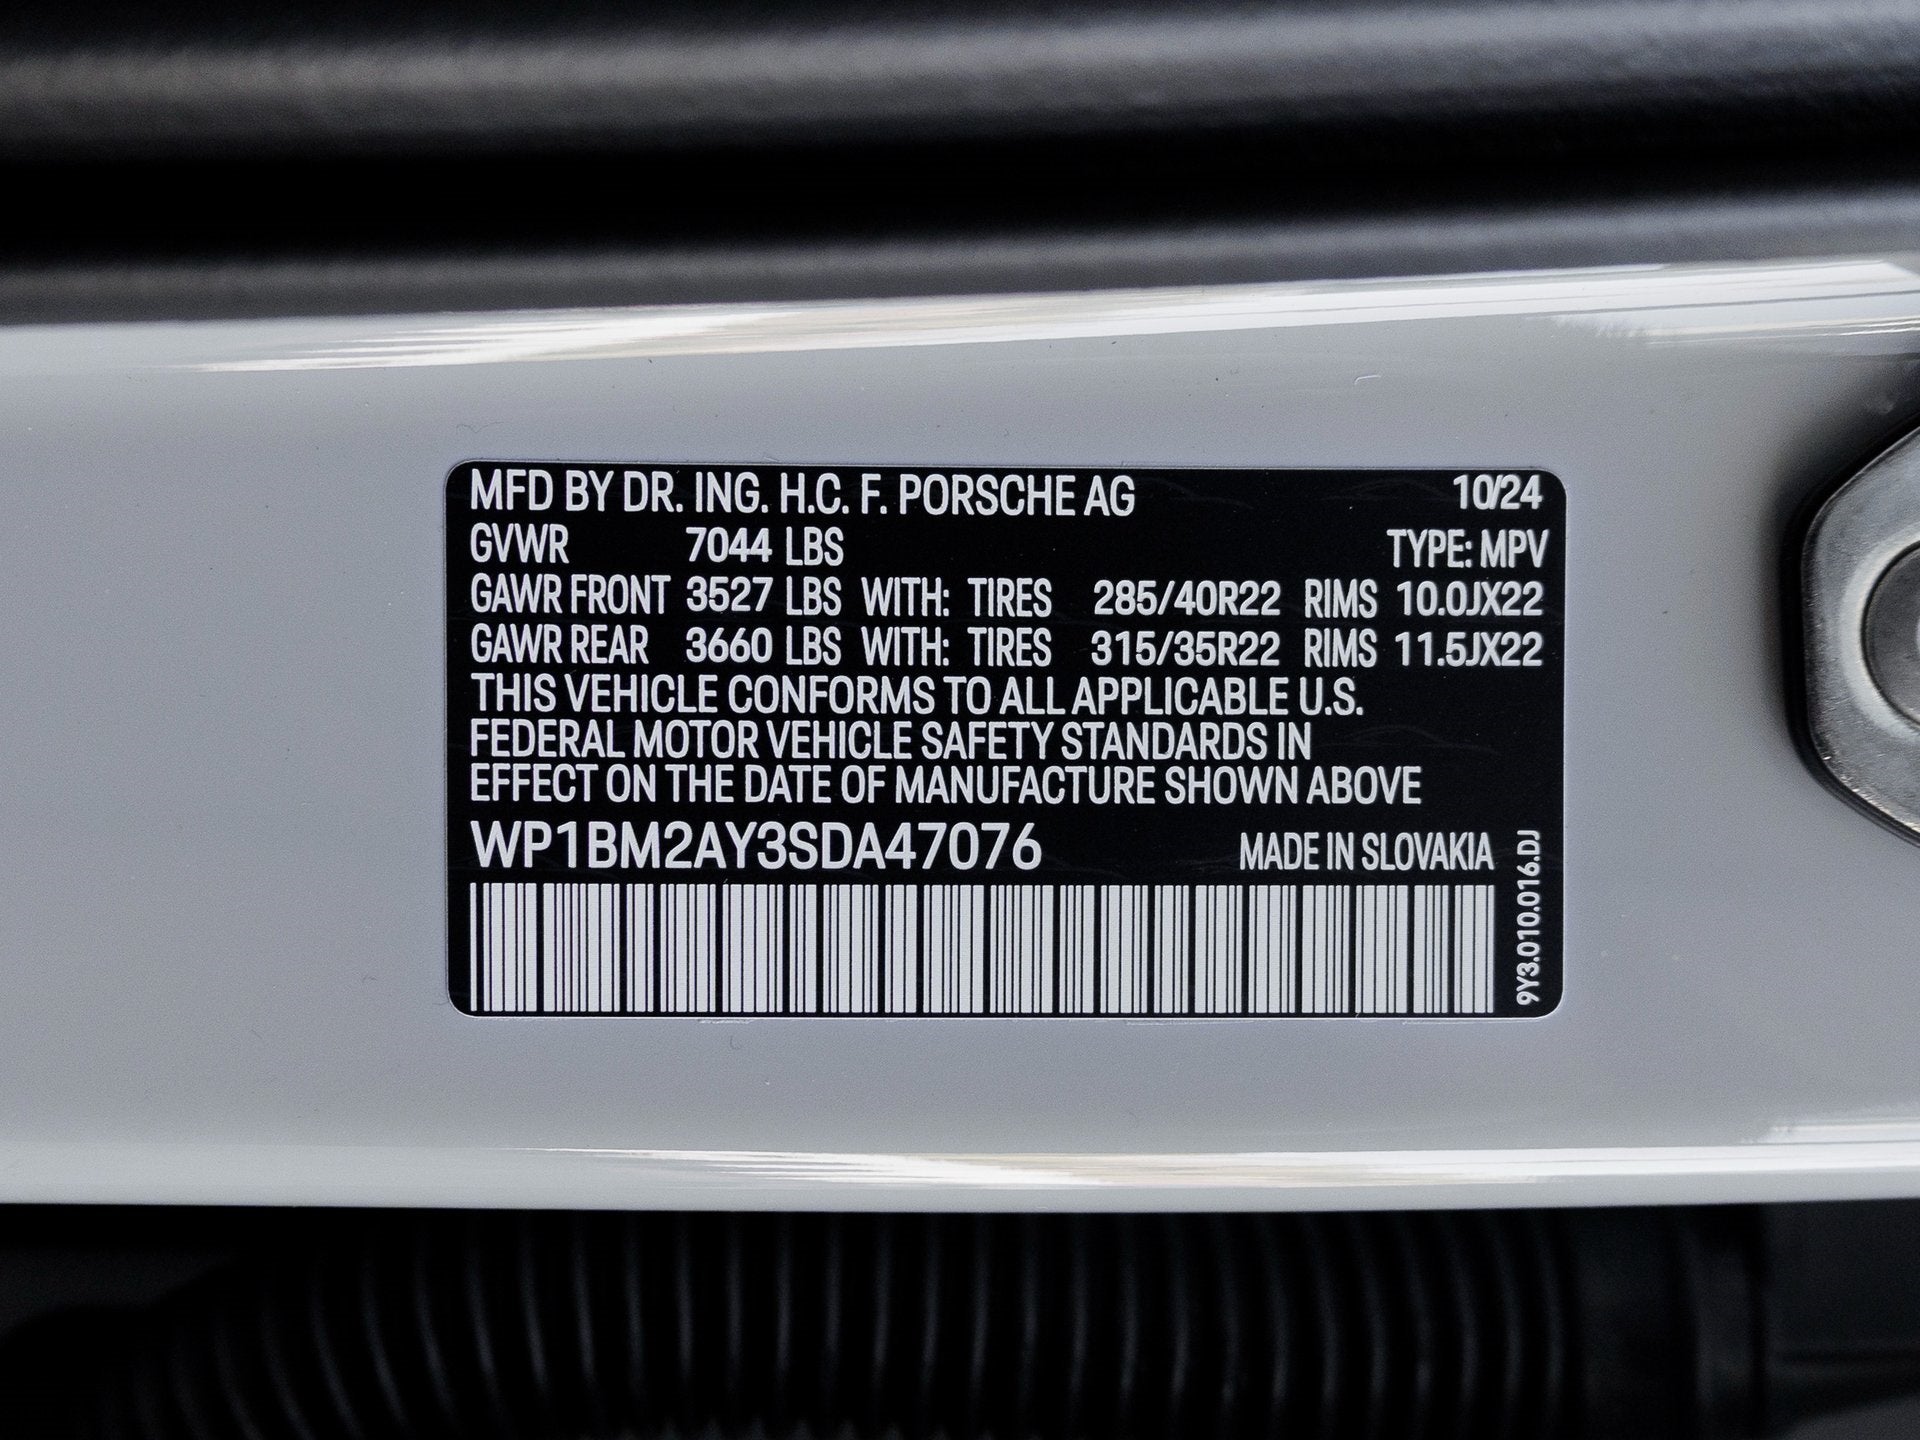 MFD BY DR. ING. H.C. F. PORSCHE AG 10/24
GVWR 7044 LBS TYPE: MPV
GAWR FRONT 3527 LBS WITH: TIRES 285/40R22 RIMS 10.0JX22
GAWR REAR 3660 LBS WITH: TIRES 315/35R22 RIMS 11.5JX22
THIS VEHICLE CONFORMS TO ALL APPLICABLE U.S.
FEDERAL MOTOR VEHICLE SAFETY STANDARDS IN
EFFECT ON THE DATE OF MANUFACTURE SHOWN ABOVE
WP1BM2AY3SDA47076 MADE IN SLOVAKIA
9Y3.010.016.DJ